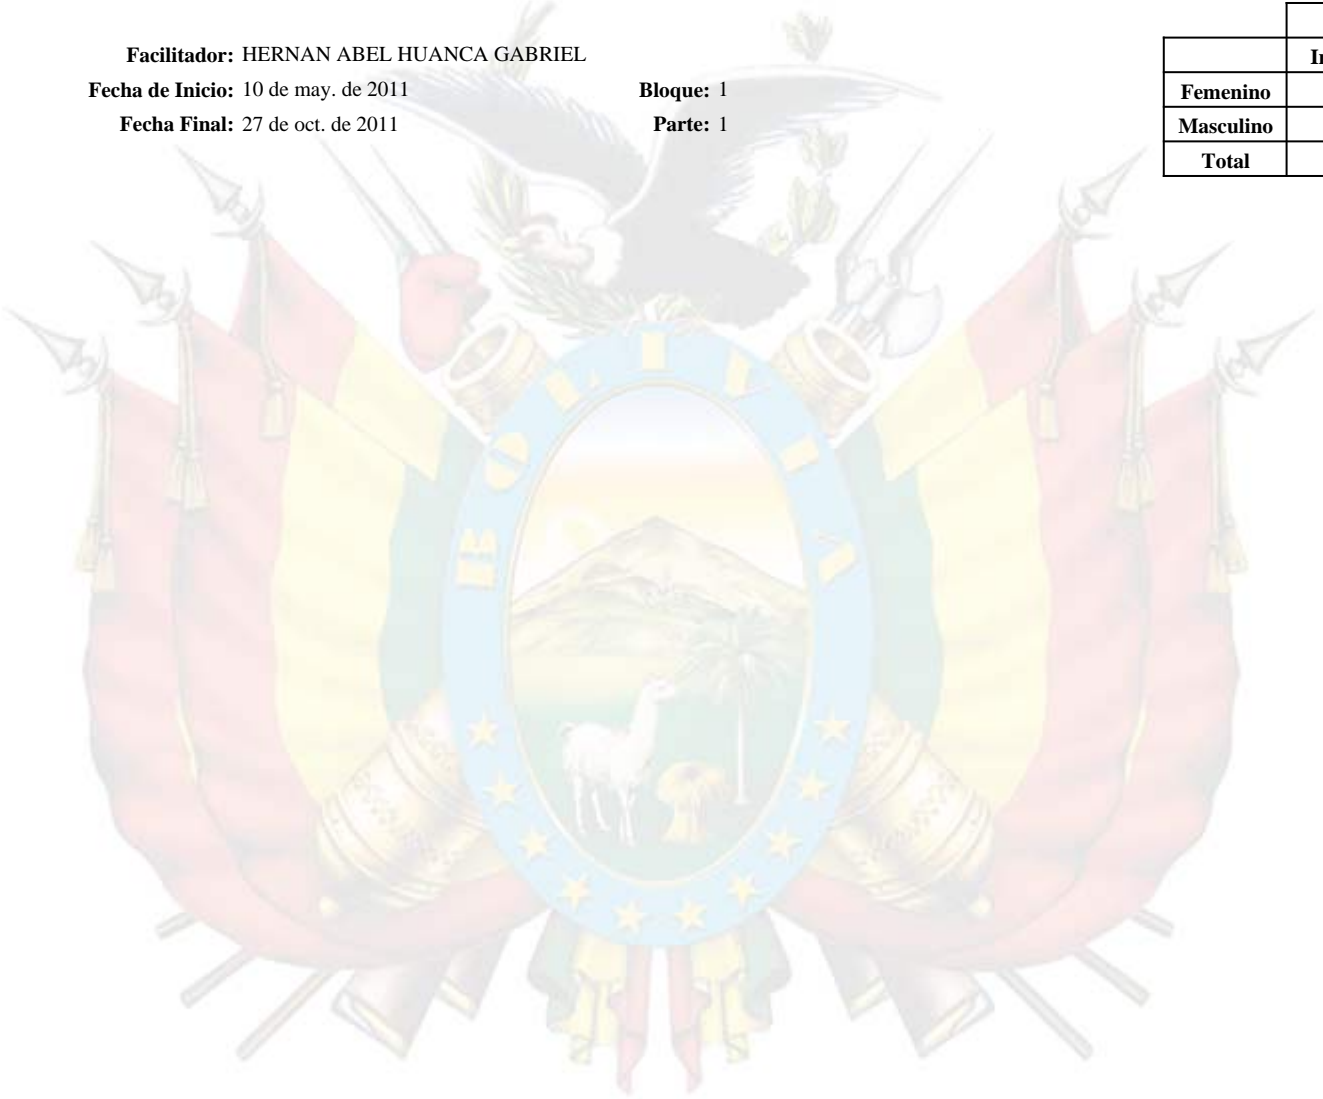 Facilitador: HERNAN ABEL HUANCA GABRIEL
Fecha de Inicio: 10 de may. de 2011 Bloque: 1
Fecha Final: 27 de oct. de 2011 Parte: 1
Femenino
Masculino
Total
BOLIVIA